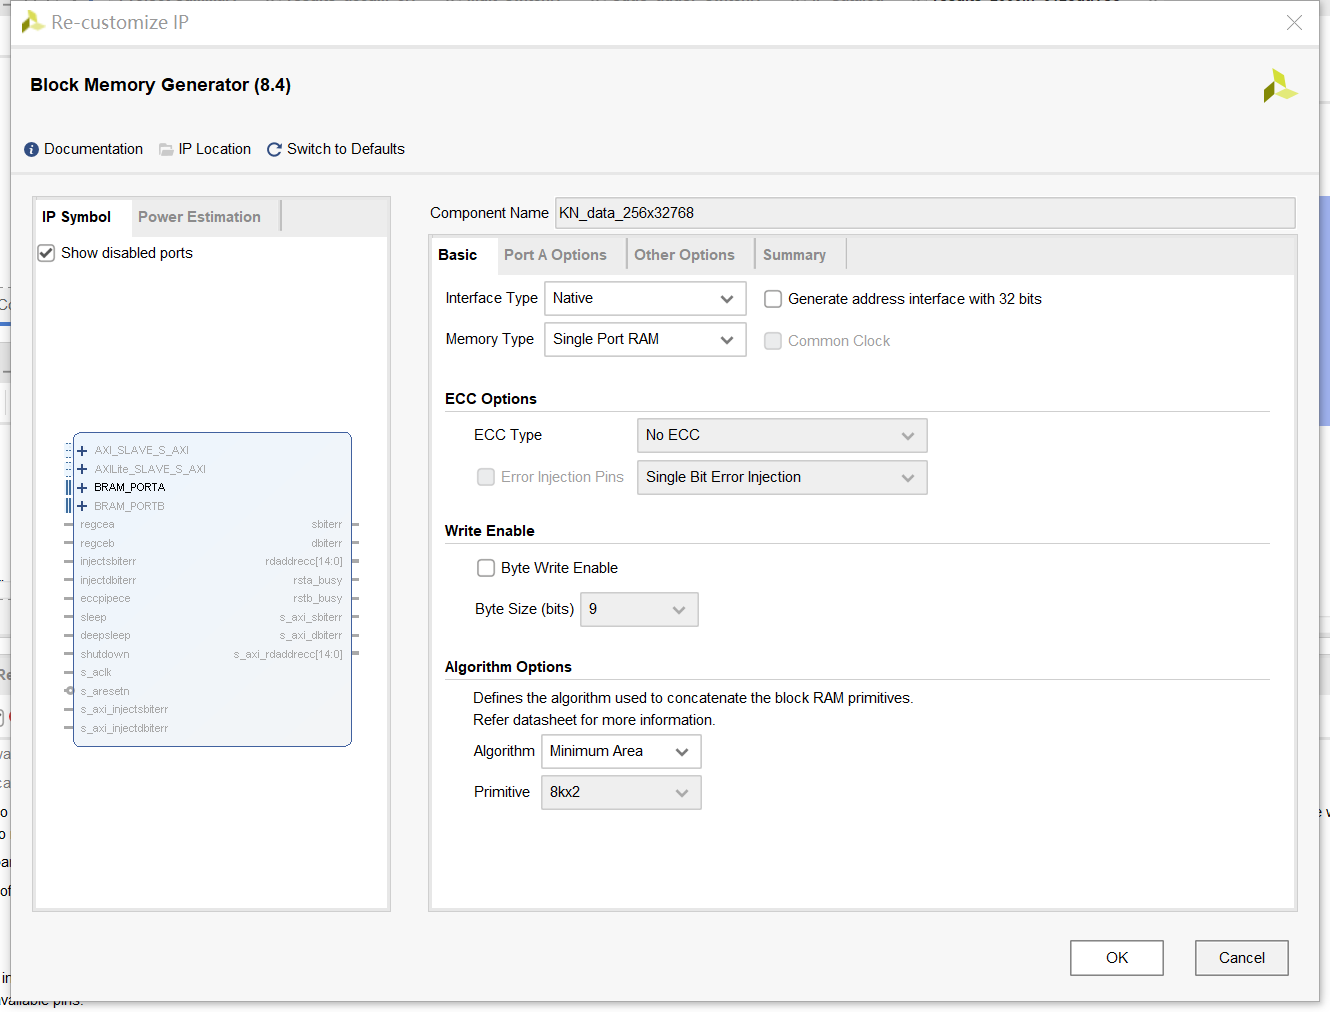 Re-customize IP
Block Memory Generator (8.4)
Documentation IP Location Switch to Defaults
IP Symbol Power Estimation
Show disabled ports
AXI_SLAVE_S_AXI
AXILite_SLAVE_S_AXI
BRAM_PORTA
BRAM_PORTB
regcea sbiterr
regceb dbiterr
injectsbiterr rdaddrecc[14:0]
injectdbiterr rsta_busy
eccpipece rstb_busy
sleep s_axi_sbiterr
deepsleep s_axi_dbiterr
shutdown s_axi_rdaddrecc[14:0]
s_aclk
s_aresetn
s_axi_injectsbiterr
s_axi_injectdbiterr
Component Name KN_data_256x32768
Basic Port A Options Other Options Summary
Interface Type Native Generate address interface with 32 bits
Memory Type Single Port RAM Common Clock
ECC Options
ECC Type No ECC
Error Injection Pins Single Bit Error Injection
Write Enable
Byte Write Enable
Byte Size (bits) 9
Algorithm Options
Defines the algorithm used to concatenate the block RAM primitives.
Refer datasheet for more information.
Algorithm Minimum Area
Primitive 8kx2
OK Cancel